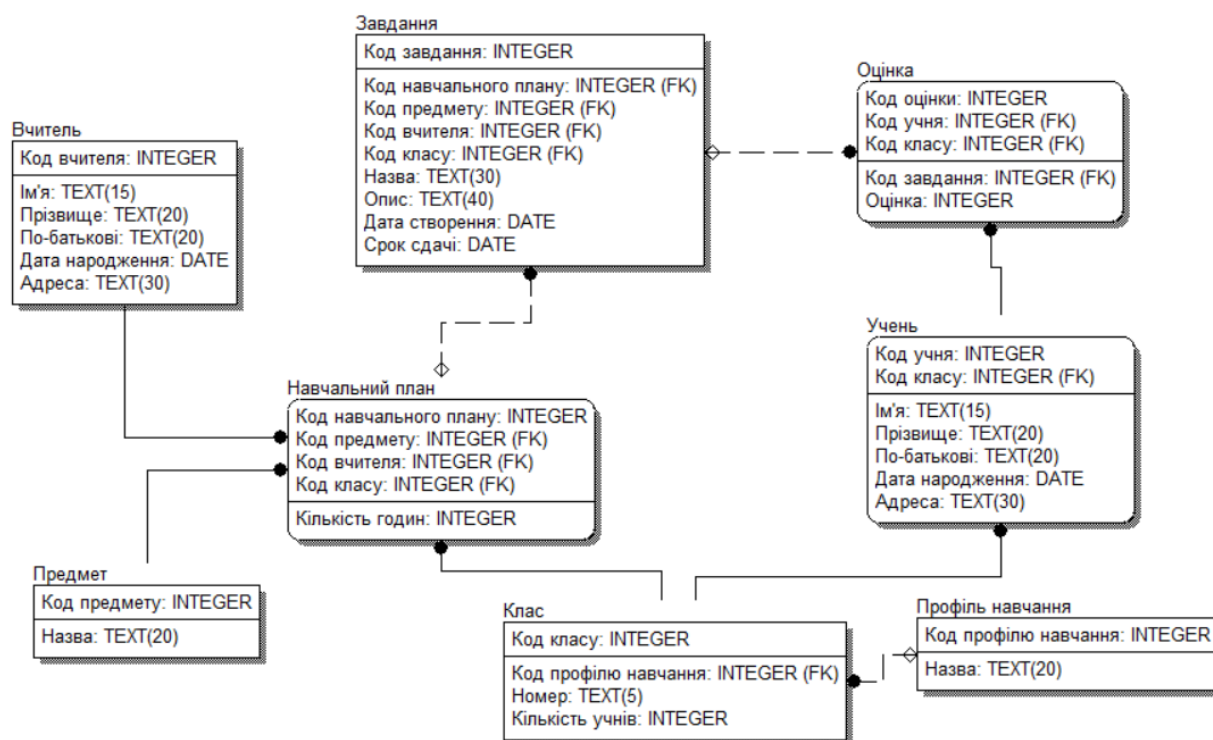 Завдання
Код завдання: INTEGER
Код навчального плану: INTEGER (FK)
Код предмету: INTEGER (FK)
Код вчителя: INTEGER (FK)
Код класу: INTEGER (FK)
Назва: TEXT(30)
Опис: TEXT(40)
Дата створення: DATE
Срок сдачі: DATE
Оцінка
Код оцінки: INTEGER
Код учня: INTEGER (FK)
Код класу: INTEGER (FK)
Код завдання: INTEGER (FK)
Оцінка: INTEGER
Вчитель
Код вчителя: INTEGER
Ім'я: TEXT(15)
Прізвище: TEXT(20)
По-батькові: TEXT(20)
Дата народження: DATE
Адреса: TEXT(30)
Учень
Код учня: INTEGER
Код класу: INTEGER (FK)
Ім'я: TEXT(15)
Прізвище: TEXT(20)
По-батькові: TEXT(20)
Дата народження: DATE
Адреса: TEXT(30)
Навчальний план
Код навчального плану: INTEGER
Код предмету: INTEGER (FK)
Код вчителя: INTEGER (FK)
Код класу: INTEGER (FK)
Кількість годин: INTEGER
Предмет
Код предмету: INTEGER
Назва: TEXT(20)
Клас
Код класу: INTEGER
Код профілю навчання: INTEGER (FK)
Номер: TEXT(5)
Кількість учнів: INTEGER
Профіль навчання
Код профілю навчання: INTEGER
Назва: TEXT(20)